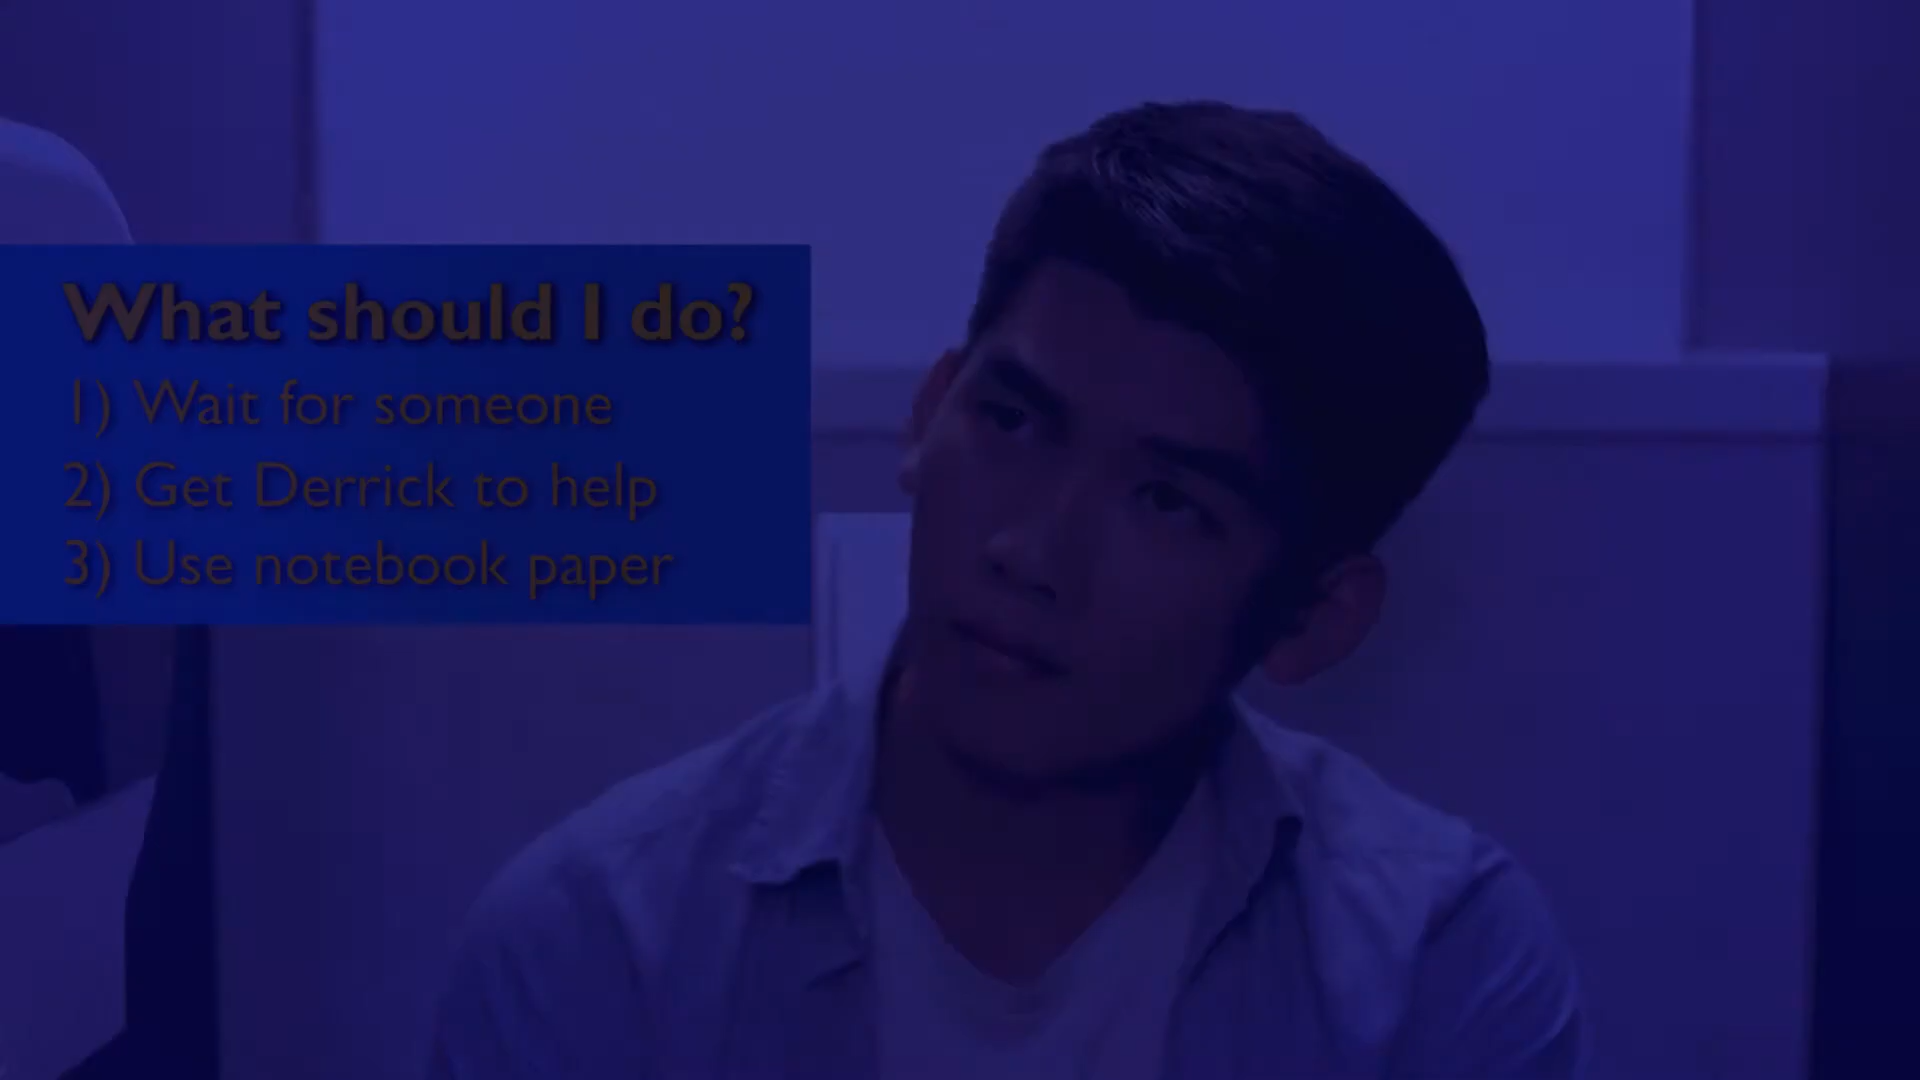 What should I do?
1) Wait for someone
2) Get Derrick to help
3) Use notebook paper